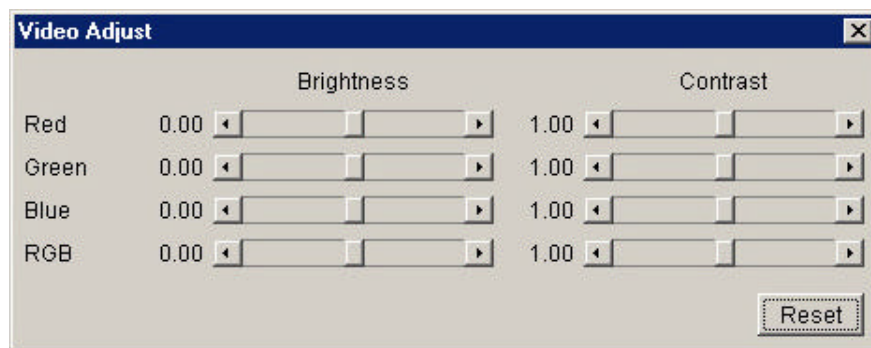 Video Adjust
Brightness Contrast
Red 0.00 1.00
Green 0.00 1.00
Blue 0.00 1.00
RGB 0.00 1.00
Reset